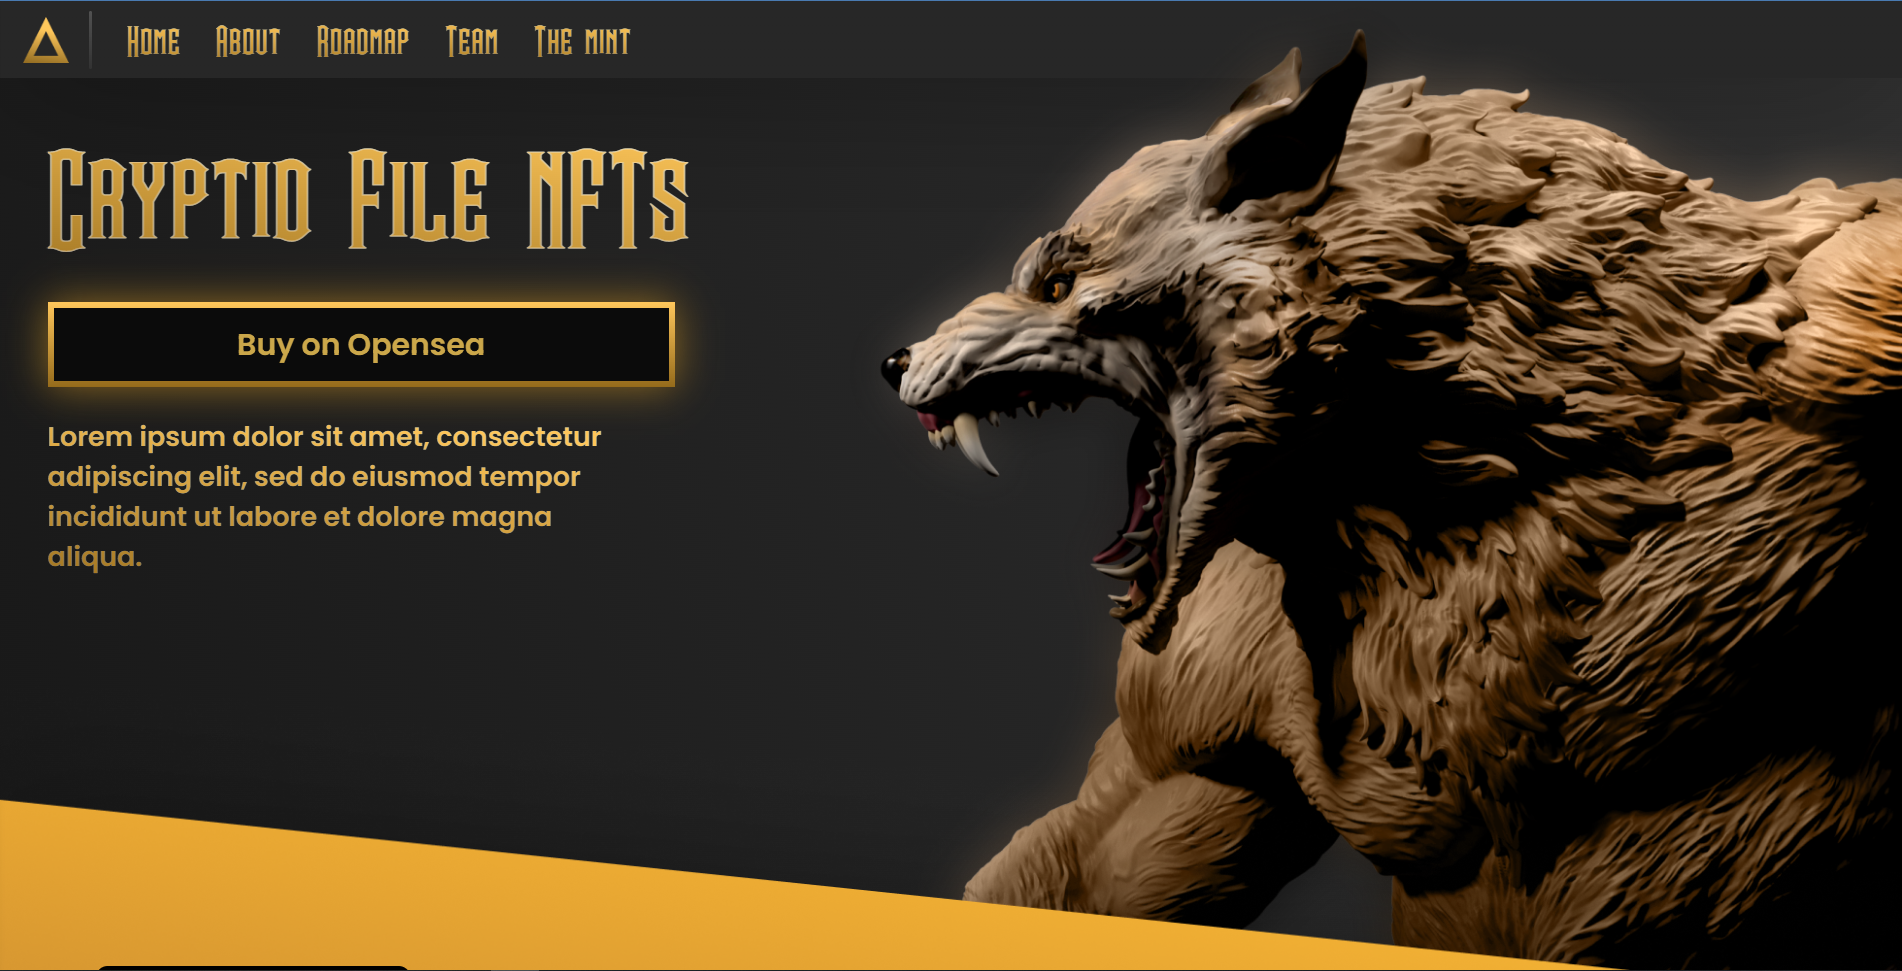 Home About Roadmap Team The mint
Cryptid File NFTs
Buy on Opensea
Lorem ipsum dolor sit amet, consectetur
adipiscing elit, sed do eiusmod tempor
incididunt ut labore et dolore magna
aliqua.